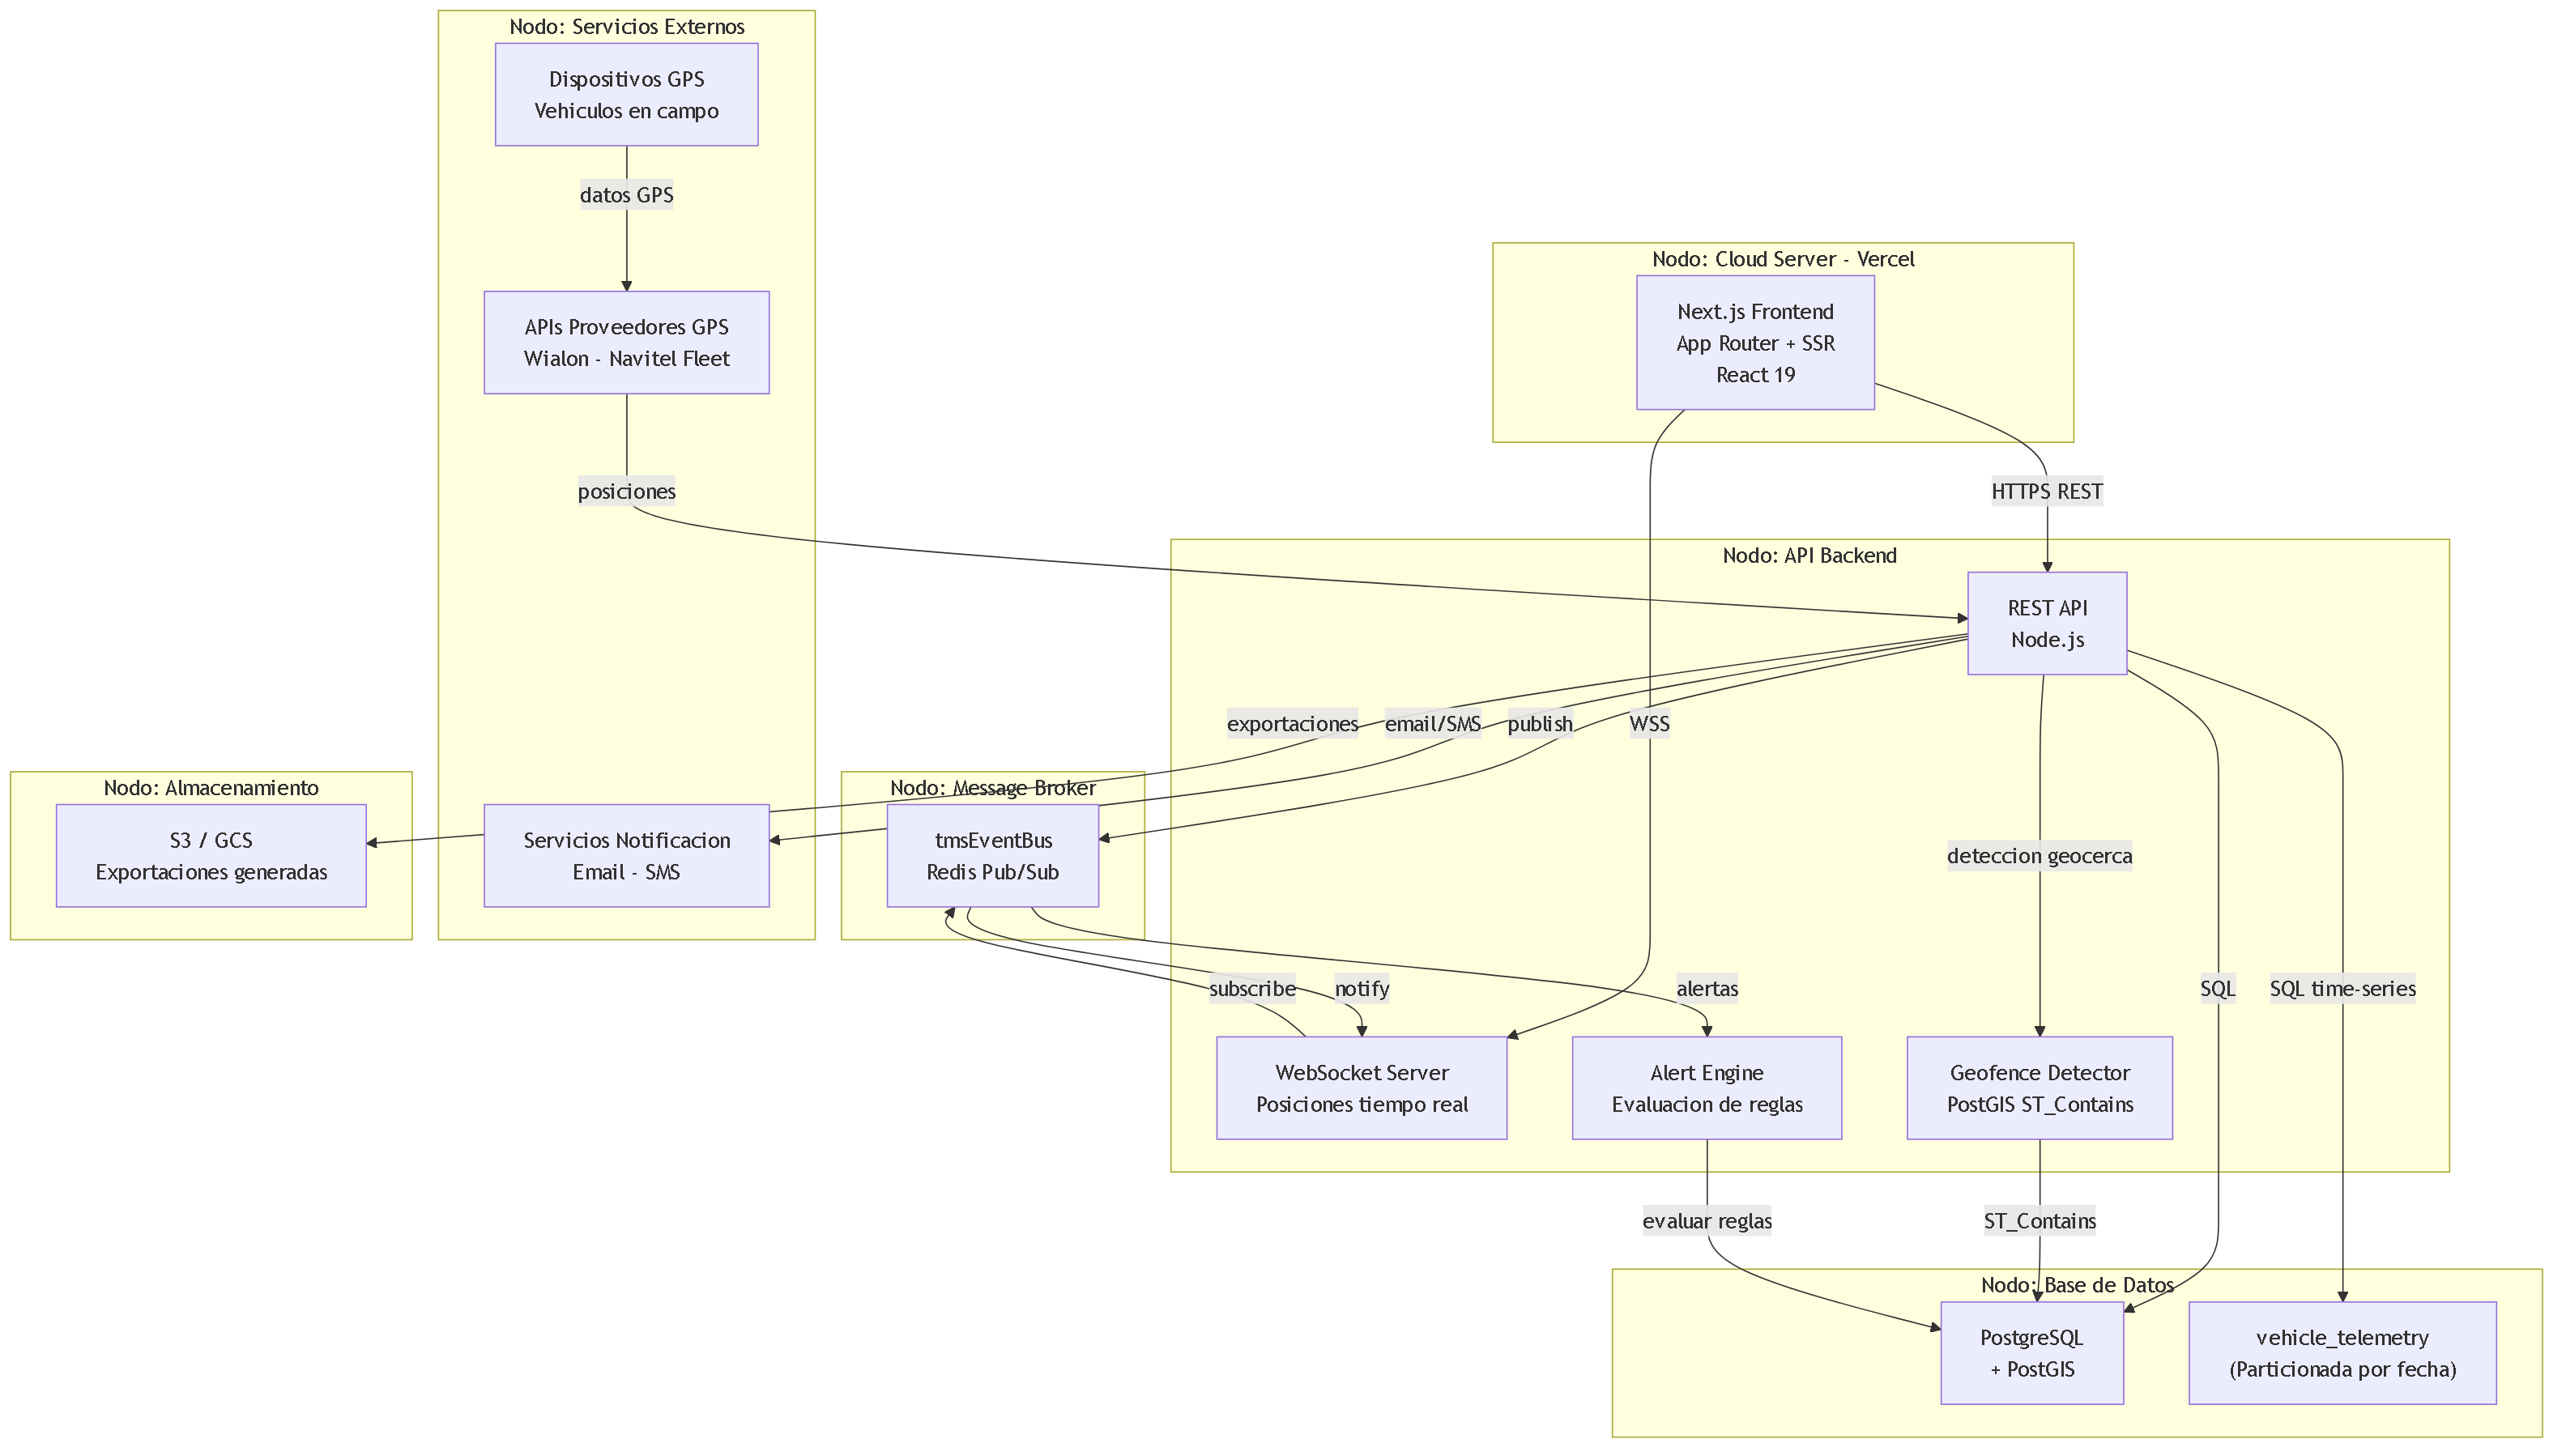 Nodo: Servicios Externos
Dispositivos GPS
Vehiculos en campo
datos GPS
APIs Proveedores GPS
Wialon - Navitel Fleet
posiciones
Nodo: Cloud Server - Vercel
Next.js Frontend
App Router + SSR
React 19
HTTPS REST
Nodo: API Backend
REST API
Node.js
exportaciones
email/SMS
publish
WSS
Nodo: Almacenamiento
S3 / GCS
Exportaciones generadas
Servicios Notificacion
Email - SMS
Nodo: Message Broker
tmsEventBus
Redis Pub/Sub
deteccion geocerca
subscribe
notify
alertas
SQL
SQL time-series
WebSocket Server
Posiciones tiempo real
Alert Engine
Evaluacion de reglas
Geofence Detector
PostGIS ST_Contains
evaluar reglas
ST_Contains
Nodo: Base de Datos
PostgreSQL
+ PostGIS
vehicle_telemetry
(Particionada por fecha)